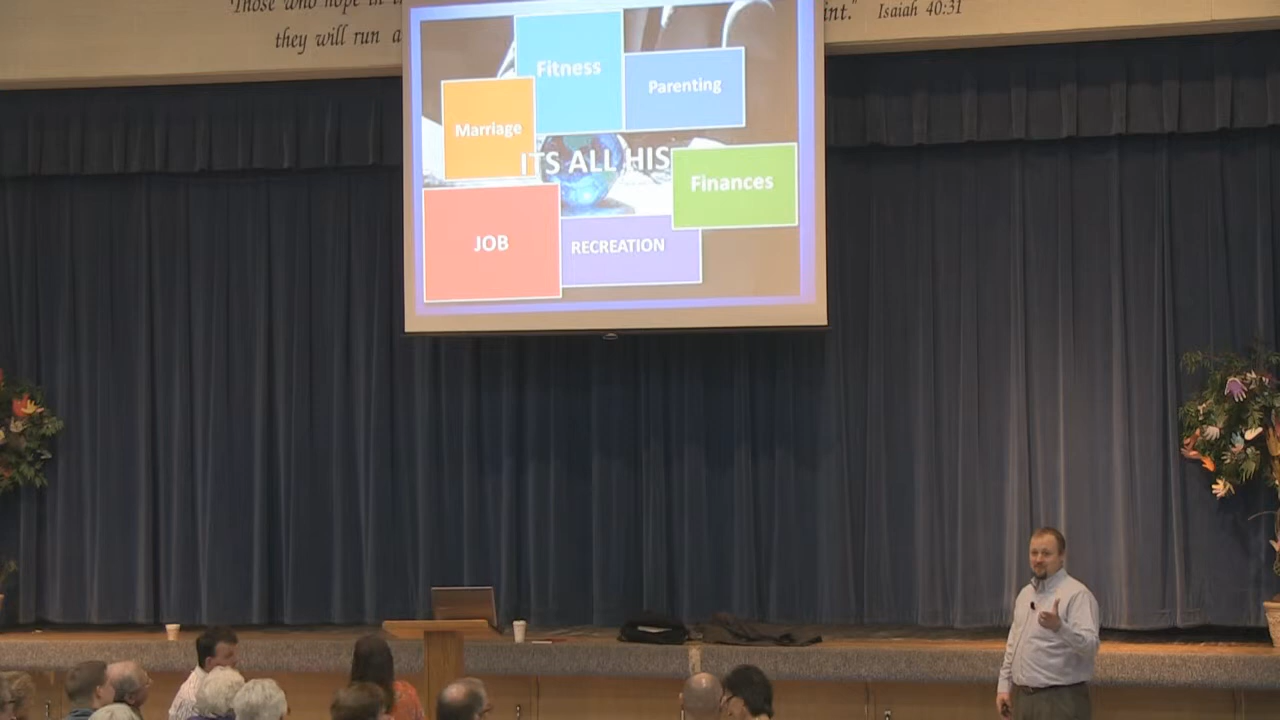 "Those who hope in
int." Isaiah 40:31
they will run
Fitness
Parenting
Marriage
ITS ALL HIS
Finances
JOB
RECREATION